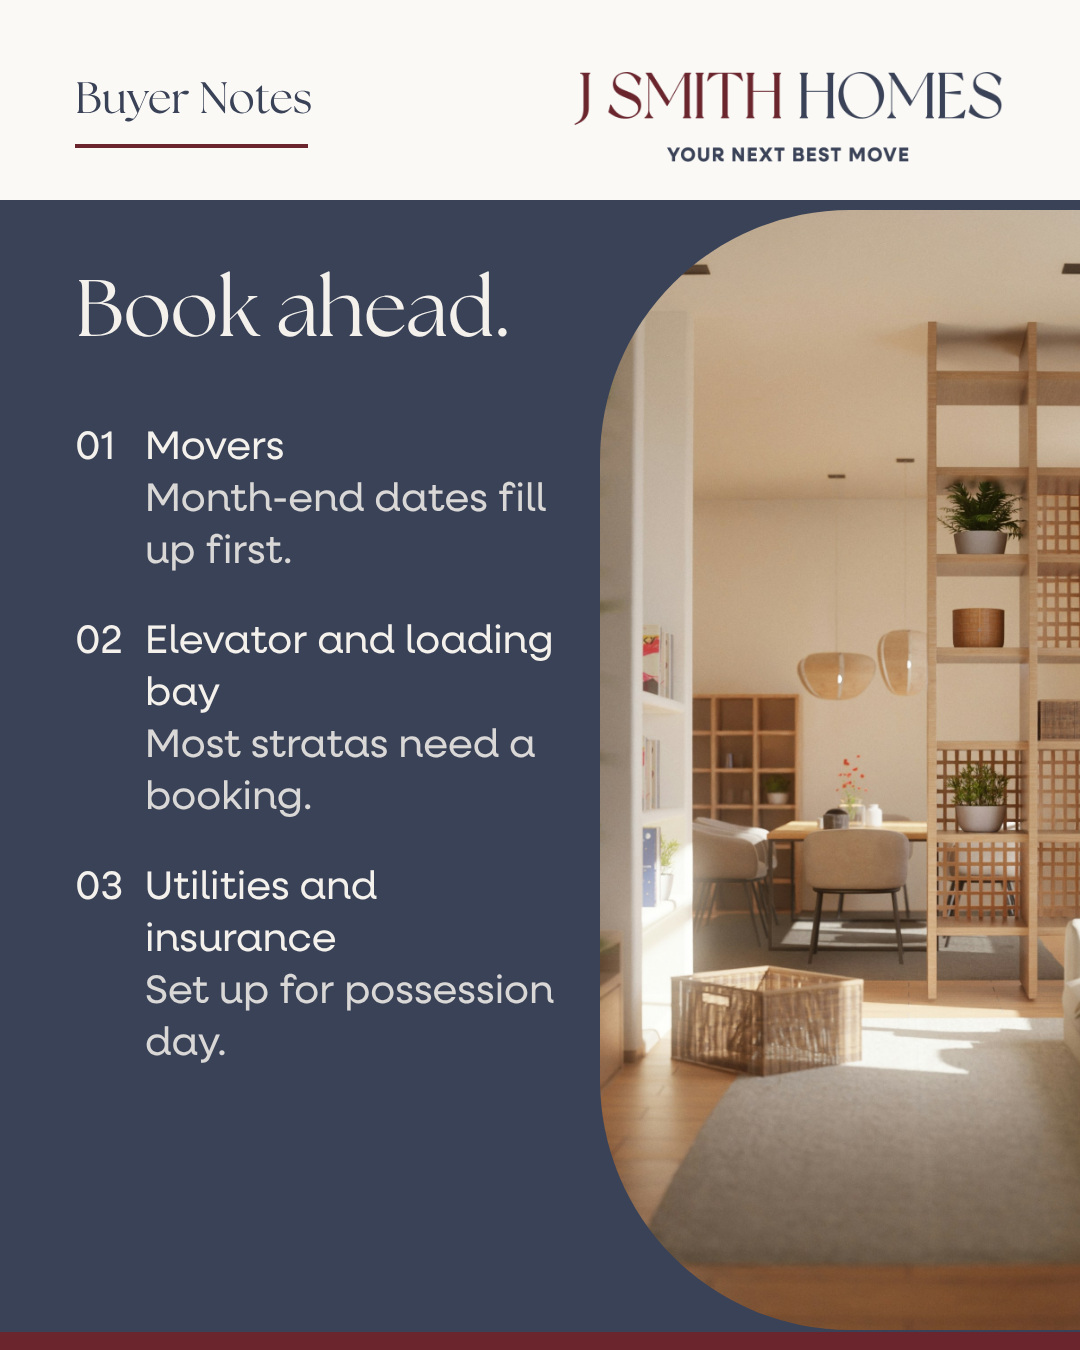 Buyer Notes
J SMITH HOMES
YOUR NEXT BEST MOVE
Book ahead.
01 Movers
Month-end dates fill
up first.
02 Elevator and loading
bay
Most stratas need a
booking.
03 Utilities and
insurance
Set up for possession
day.